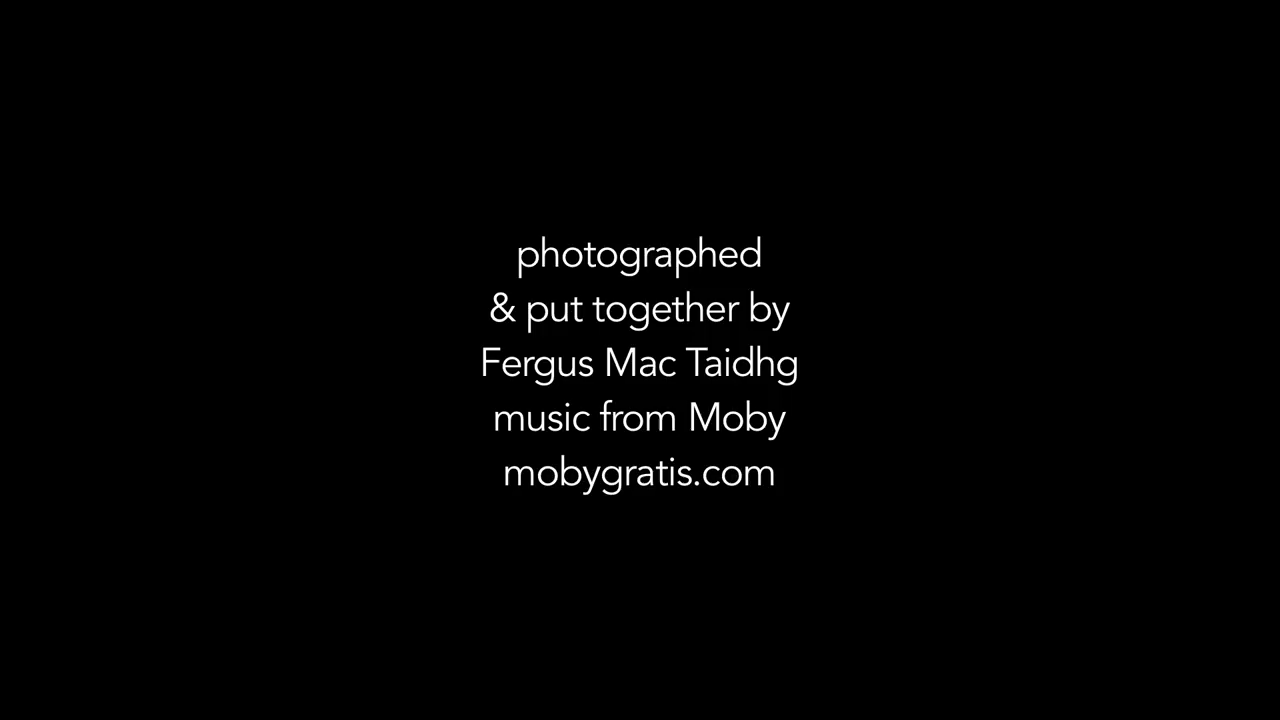 photographed
& put together by
Fergus Mac Taidhg
music from Moby
mobygratis.com